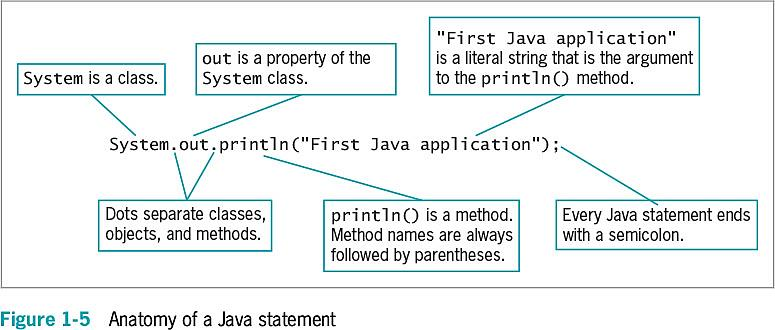 "First Java application"
is a literal string that is the argument
to the println() method.
out is a property of the
System class.
System is a class.
System.out.println("First Java application");
Dots separate classes,
objects, and methods.
println() is a method.
Method names are always
followed by parentheses.
Every Java statement ends
with a semicolon.
Figure 1-5 Anatomy of a Java statement